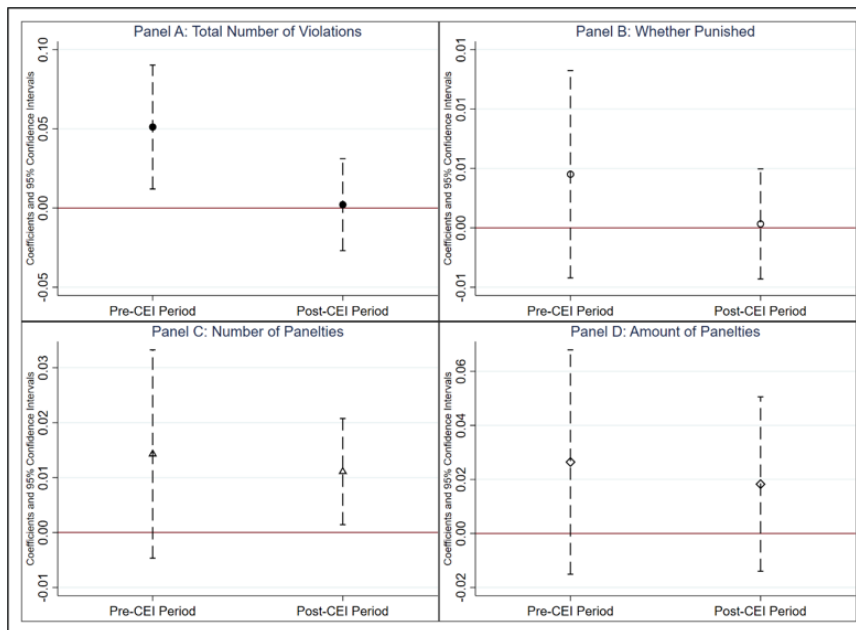 Panel A: Total Number of Violations
Coefficients and 95% Confidence Intervals
0.10
0.05
0.00
-0.05
Pre-CEI Period
Post-CEI Period
Panel B: Whether Punished
Coefficients and 95% Confidence Intervals
0.01
0.01
0.01
0.00
-0.01
Pre-CEI Period
Post-CEI Period
Panel C: Number of Panelties
Coefficients and 95% Confidence Intervals
0.03
0.02
0.01
0.00
-0.01
Pre-CEI Period
Post-CEI Period
Panel D: Amount of Panelties
Coefficients and 95% Confidence Intervals
0.06
0.04
0.02
0.00
-0.02
Pre-CEI Period
Post-CEI Period